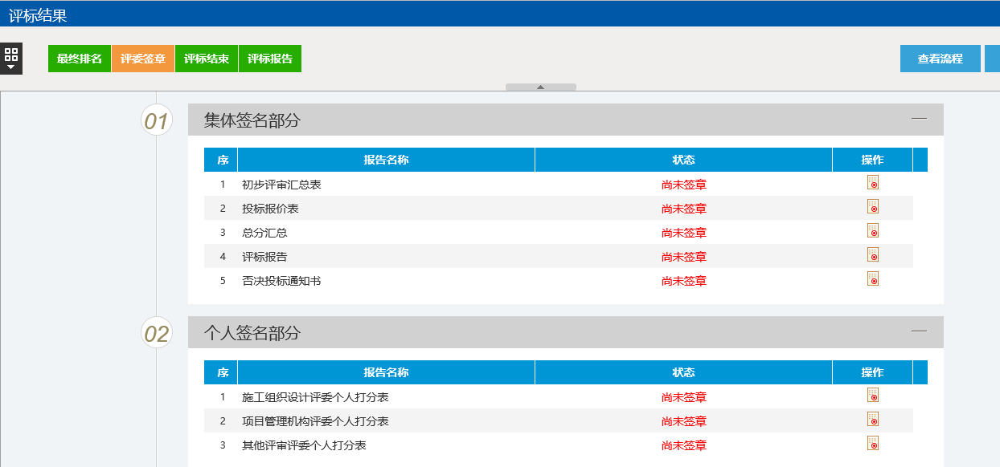 评标结果
最终排名 评委签章 评标结束 评标报告 查看流程
01 集体签名部分
序 报告名称 状态 操作
1 初步评审汇总表 尚未签章
2 投标报价表 尚未签章
3 总分汇总 尚未签章
4 评标报告 尚未签章
5 否决投标通知书 尚未签章
02 个人签名部分
序 报告名称 状态 操作
1 施工组织设计评委个人打分表 尚未签章
2 项目管理机构评委个人打分表 尚未签章
3 其他评审评委个人打分表 尚未签章